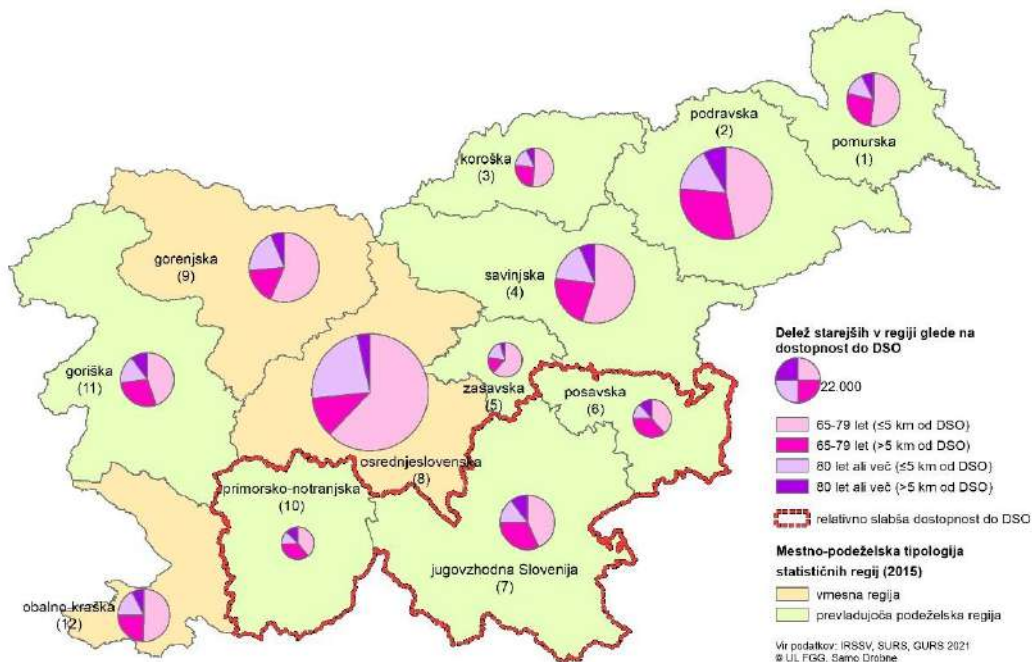 podravska
(2)
pomurska
(1)
koroška
(3)
gorenjska
(9)
savinjska
(4)
goriška
(11)
zasavska
(5)
posavska
(6)
osrednjeslovenska
(8)
primorsko-notranjska
(10)
jugovzhodna Slovenija
(7)
obalno-kraška
(12)
Delež starejših v regiji glede na
dostopnost do DSO
22.000
65-79 let (≤5 km od DSO)
65-79 let (>5 km od DSO)
80 let ali več (≤5 km od DSO)
80 let ali več (>5 km od DSO)
relativno slabša dostopnost do DSO
Mestno-podeželska tipologija
statističnih regij (2015)
vmesna regija
prevladujoča podeželska regija
Vir podatkov: IRSSV, SURS, GURS 2021
© UL FGG, Samo Drobne